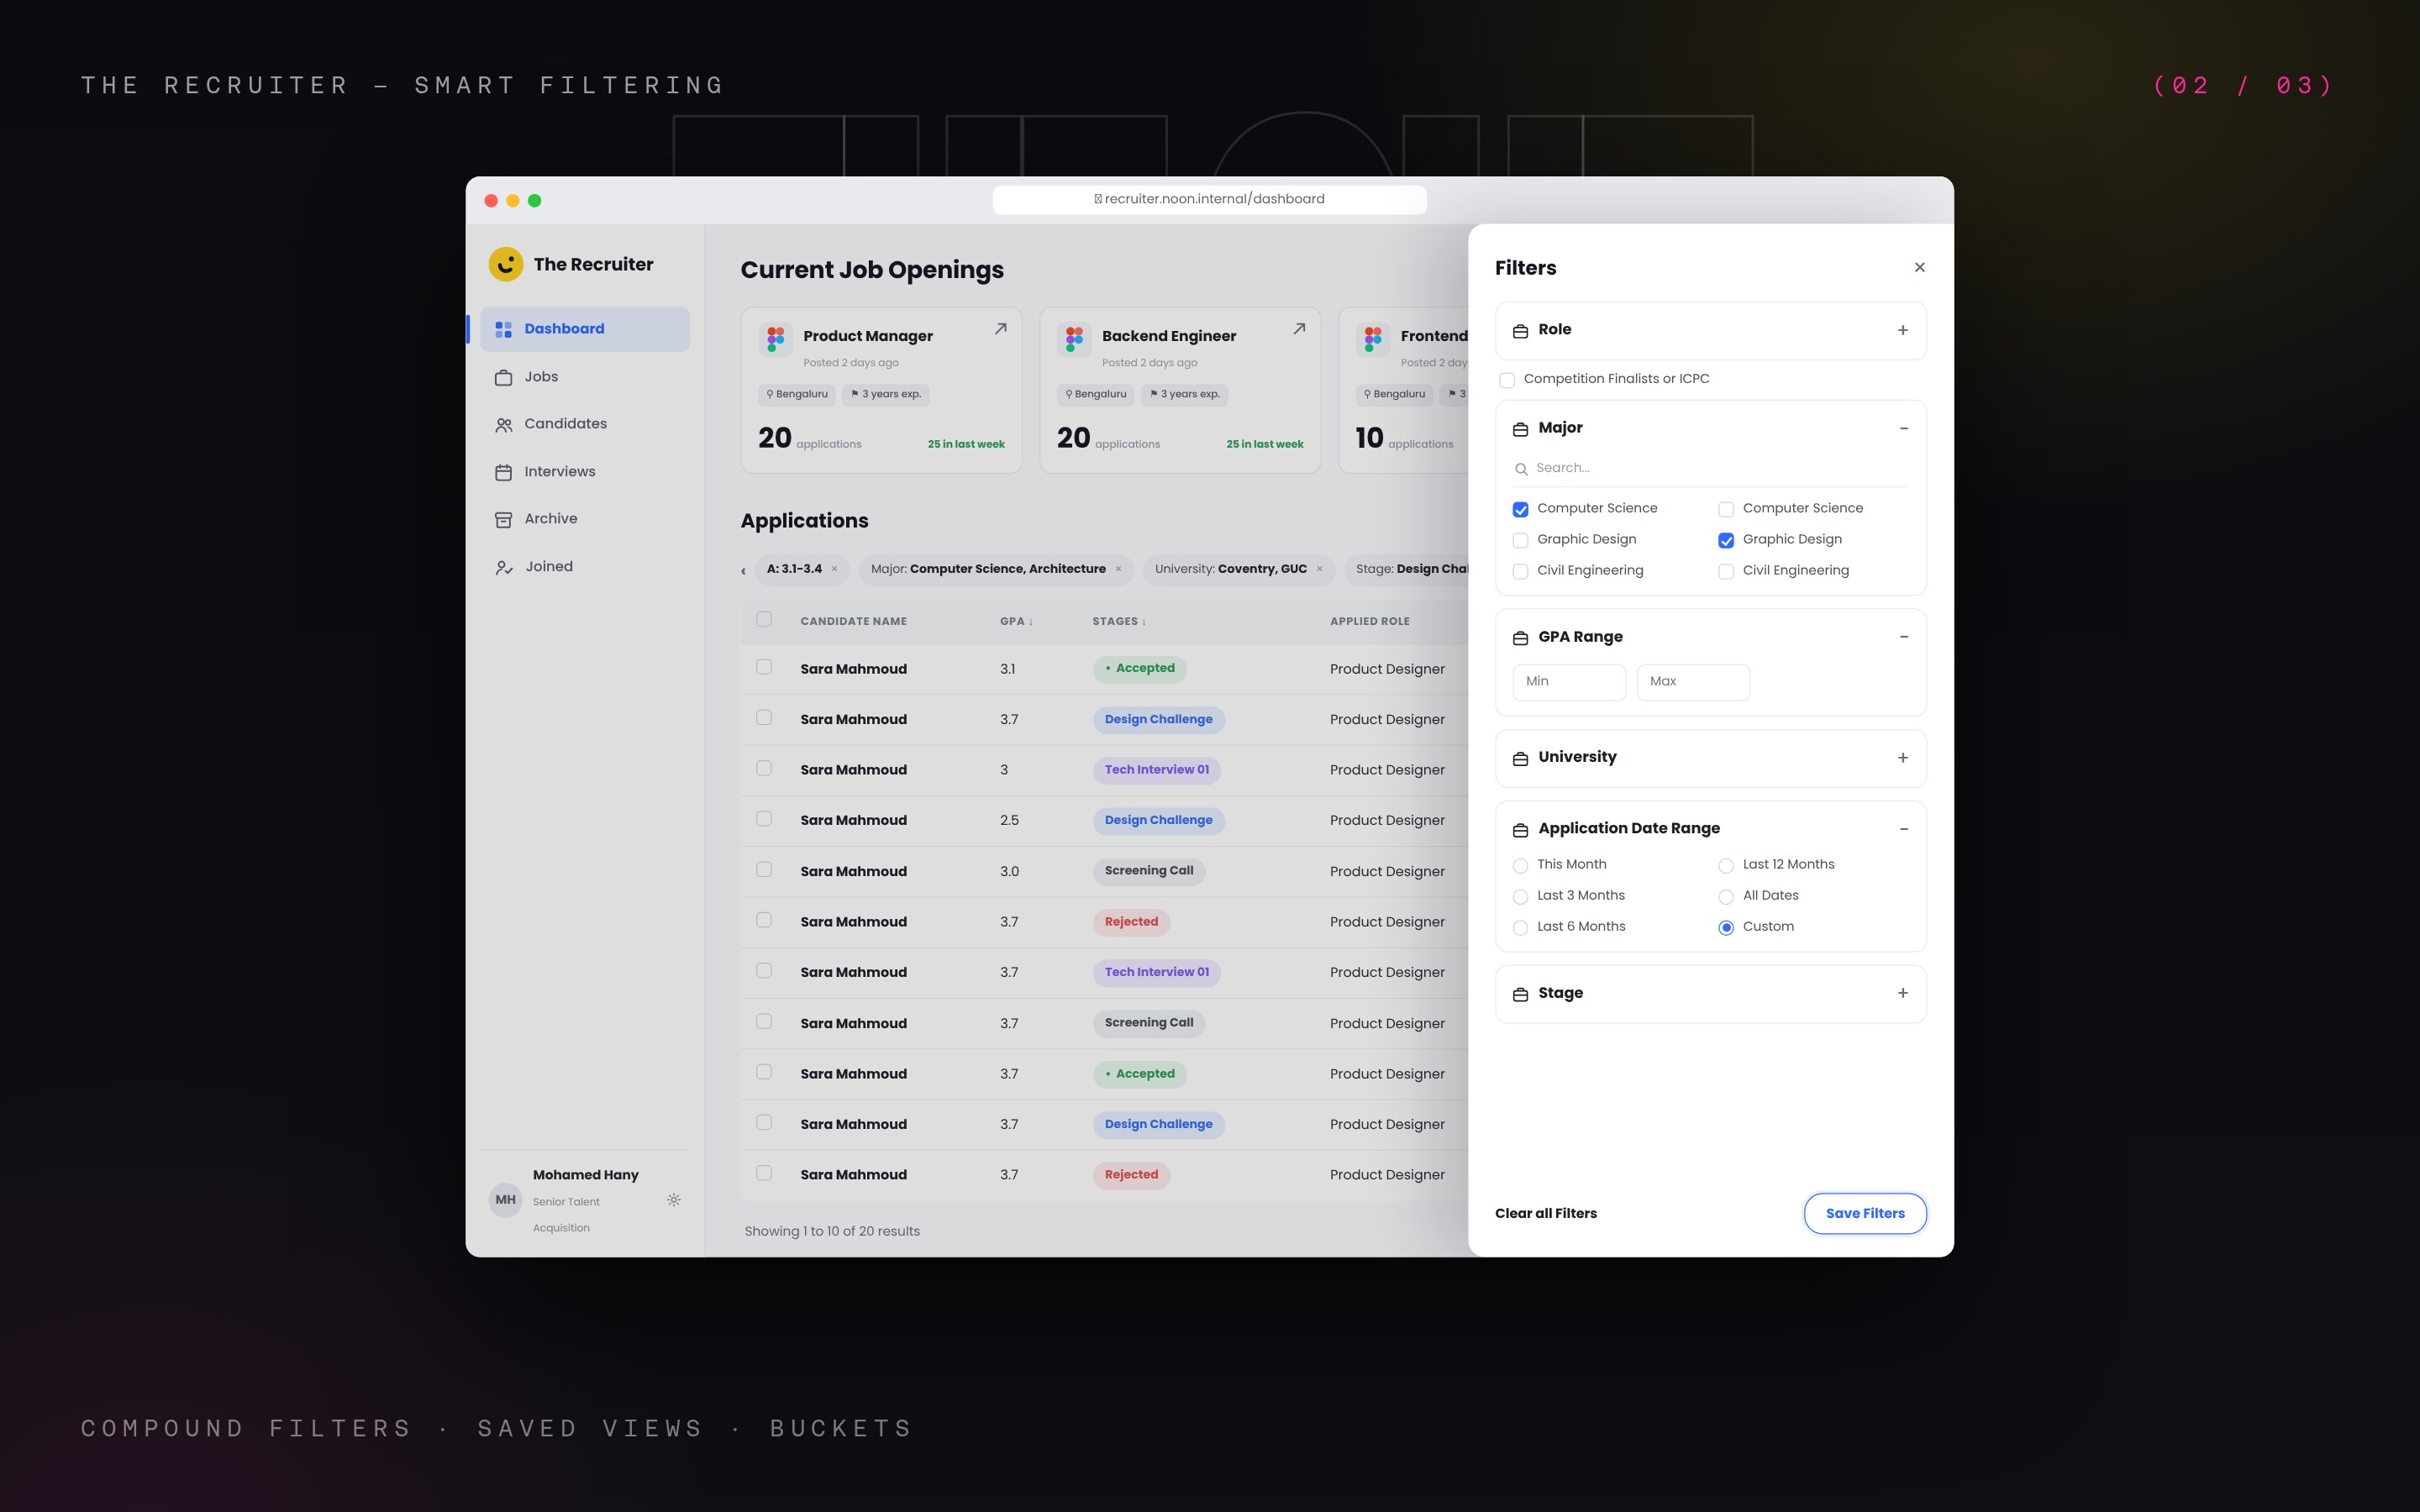 THE RECRUITER — SMART FILTERING
(02 / 03)
recruiter.noon.internal/dashboard
The Recruiter
Dashboard
Jobs
Candidates
Interviews
Archive
Joined
MH
Mohamed Hany
Senior Talent
Acquisition
Current Job Openings
Product Manager
Posted 2 days ago
Bengaluru
3 years exp.
20 applications
25 in last week
Backend Engineer
Posted 2 days ago
Bengaluru
3 years exp.
20 applications
25 in last week
Frontend
Posted 2 day
Bengaluru
3
10 applications
Applications
‹ A: 3.1-3.4 × Major: Computer Science, Architecture × University: Coventry, GUC × Stage: Design Chal
CANDIDATE NAME GPA ↓ STAGES ↓ APPLIED ROLE
Sara Mahmoud 3.1 • Accepted Product Designer
Sara Mahmoud 3.7 Design Challenge Product Designer
Sara Mahmoud 3 Tech Interview 01 Product Designer
Sara Mahmoud 2.5 Design Challenge Product Designer
Sara Mahmoud 3.0 Screening Call Product Designer
Sara Mahmoud 3.7 Rejected Product Designer
Sara Mahmoud 3.7 Tech Interview 01 Product Designer
Sara Mahmoud 3.7 Screening Call Product Designer
Sara Mahmoud 3.7 • Accepted Product Designer
Sara Mahmoud 3.7 Design Challenge Product Designer
Sara Mahmoud 3.7 Rejected Product Designer
Showing 1 to 10 of 20 results
Filters ×
Role +
Competition Finalists or ICPC
Major −
Search...
Computer Science Computer Science
Graphic Design Graphic Design
Civil Engineering Civil Engineering
GPA Range −
Min Max
University +
Application Date Range −
This Month Last 12 Months
Last 3 Months All Dates
Last 6 Months Custom
Stage +
Clear all Filters Save Filters
COMPOUND FILTERS · SAVED VIEWS · BUCKETS